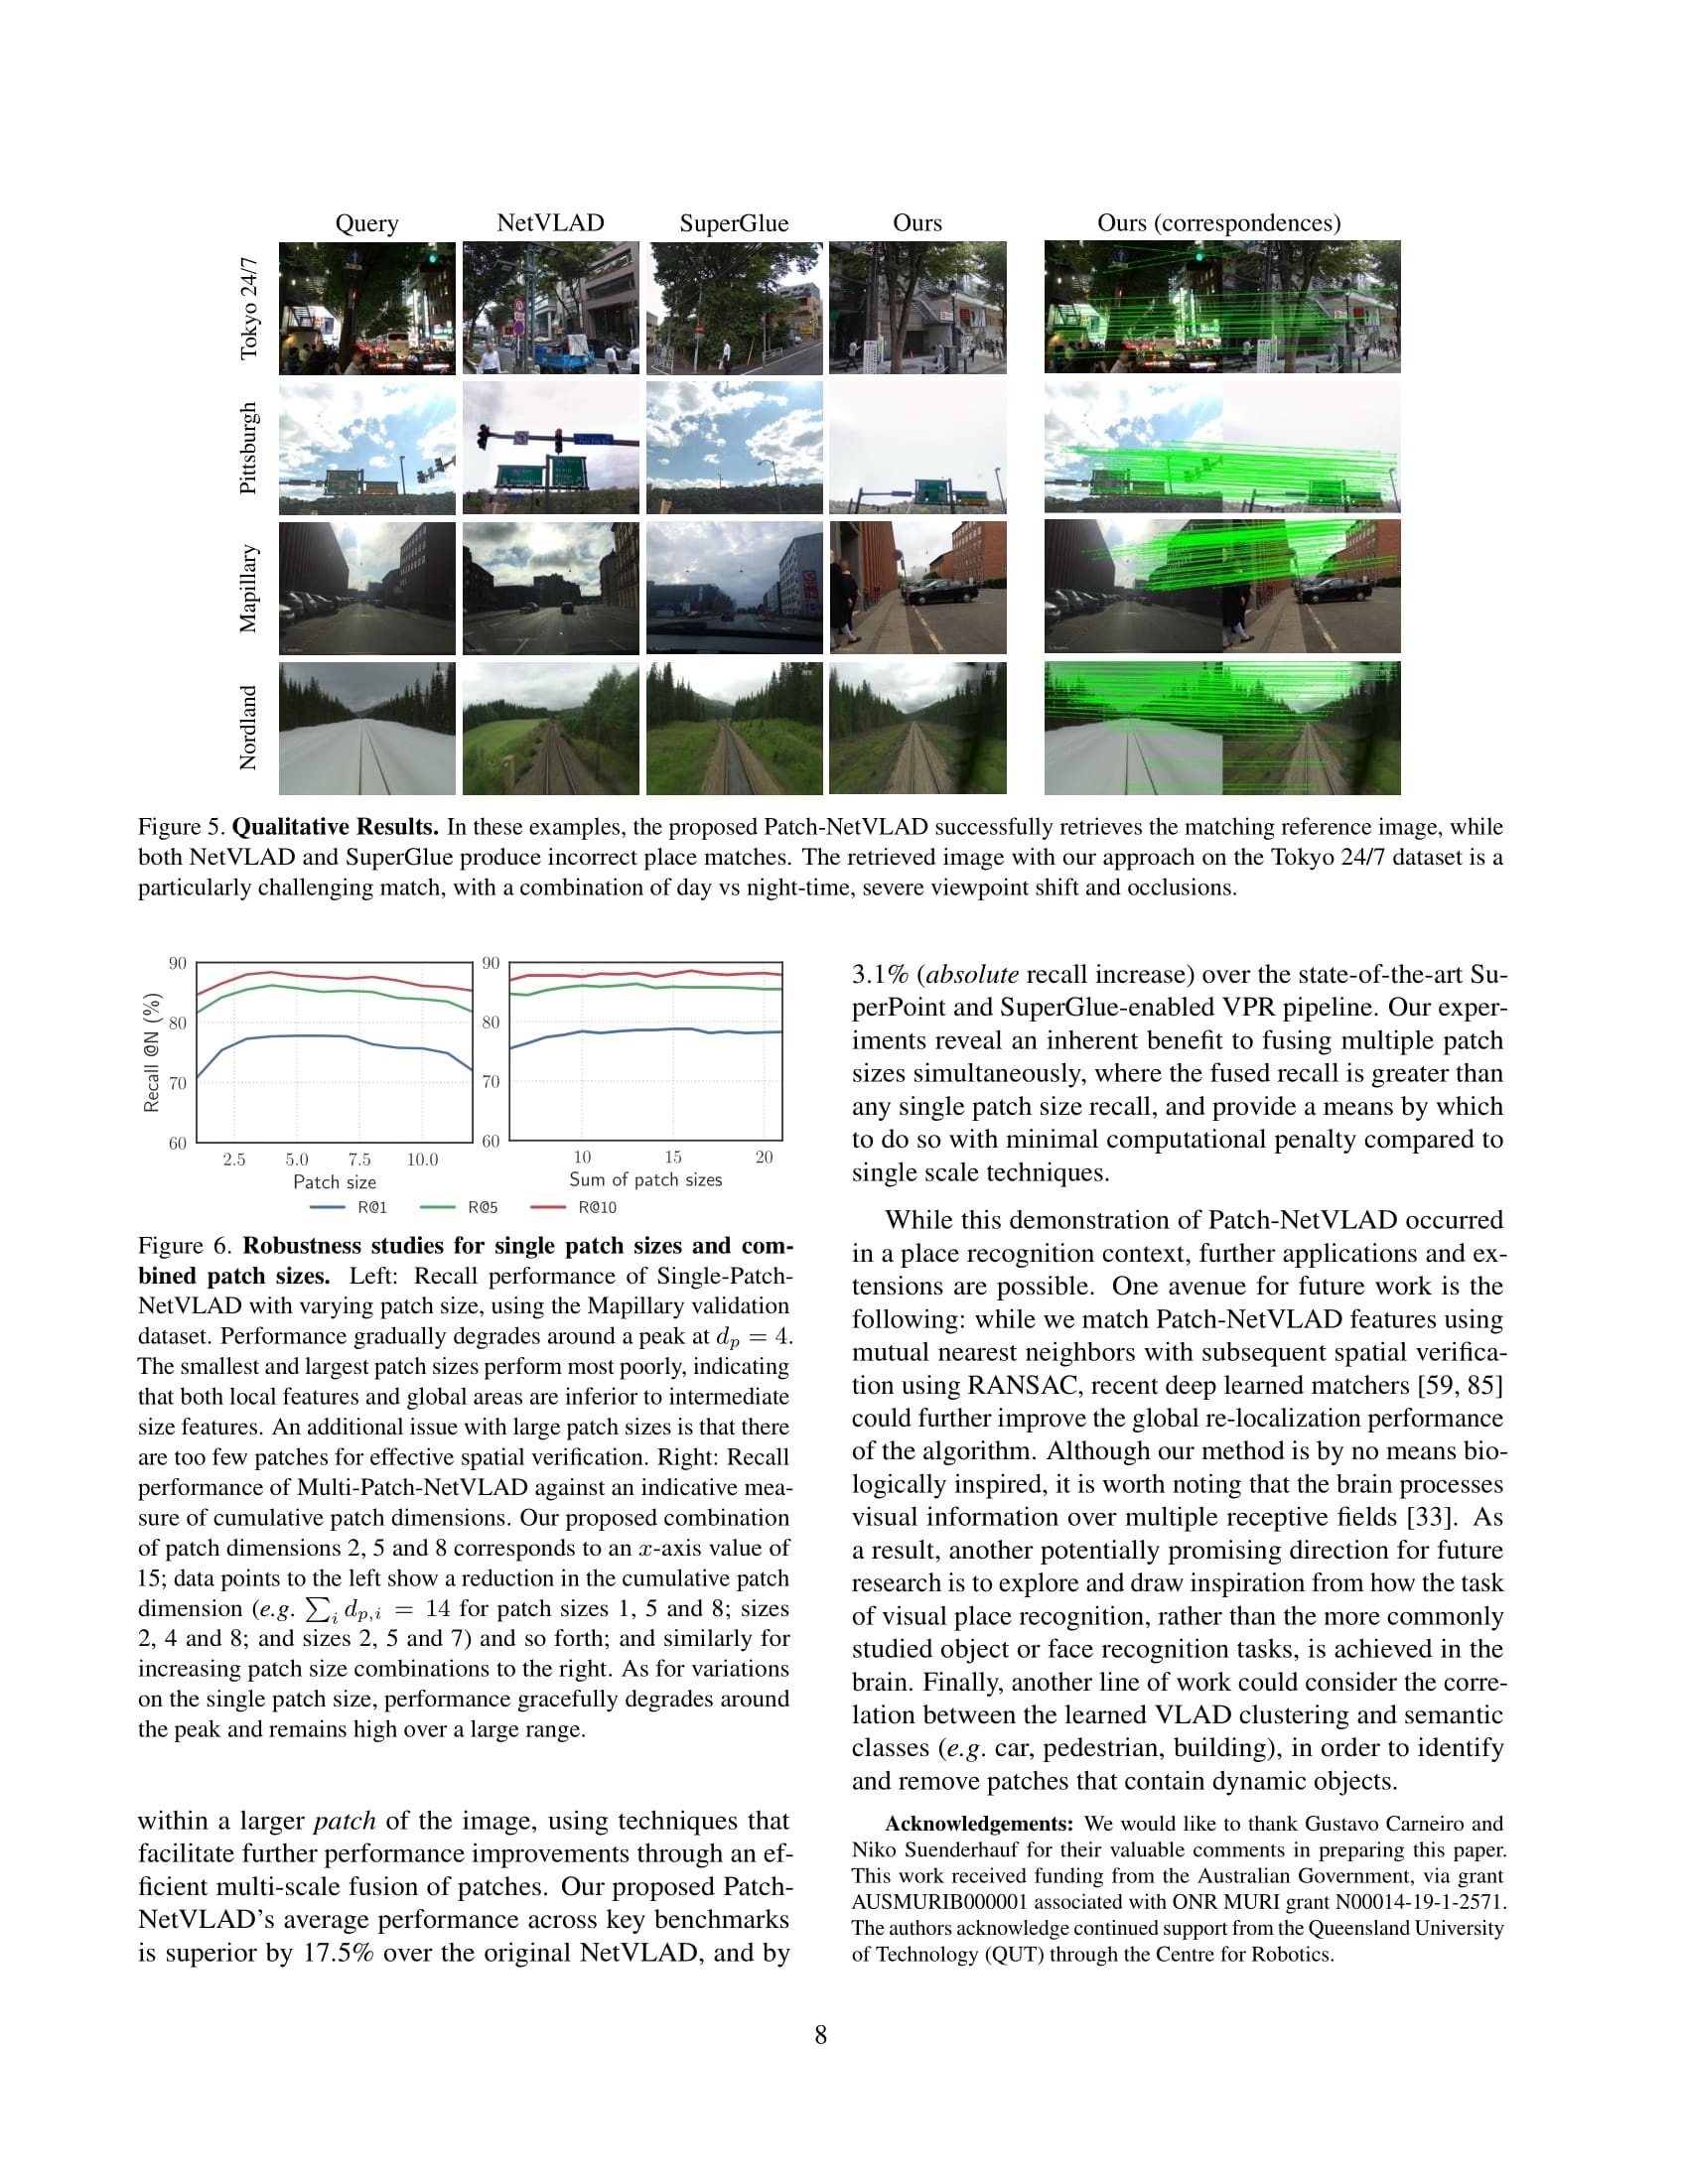 Query NetVLAD SuperGlue Ours Ours (correspondences)
Tokyo 24/7
Pittsburgh
Mapillary
Nordland
Figure 5. Qualitative Results. In these examples, the proposed Patch-NetVLAD successfully retrieves the matching reference image, while
both NetVLAD and SuperGlue produce incorrect place matches. The retrieved image with our approach on the Tokyo 24/7 dataset is a
particularly challenging match, with a combination of day vs night-time, severe viewpoint shift and occlusions.
Recall @N (%)
90
80
70
60
2.5 5.0 7.5 10.0
Patch size
90
80
70
60
10 15 20
Sum of patch sizes
R@1 R@5 R@10
Figure 6. Robustness studies for single patch sizes and com-
bined patch sizes. Left: Recall performance of Single-Patch-
NetVLAD with varying patch size, using the Mapillary validation
dataset. Performance gradually degrades around a peak at dₚ = 4.
The smallest and largest patch sizes perform most poorly, indicating
that both local features and global areas are inferior to intermediate
size features. An additional issue with large patch sizes is that there
are too few patches for effective spatial verification. Right: Recall
performance of Multi-Patch-NetVLAD against an indicative mea-
sure of cumulative patch dimensions. Our proposed combination
of patch dimensions 2, 5 and 8 corresponds to an x-axis value of
15; data points to the left show a reduction in the cumulative patch
dimension (e.g. ∑ᵢ dₚ,ᵢ = 14 for patch sizes 1, 5 and 8; sizes
2, 4 and 8; and sizes 2, 5 and 7) and so forth; and similarly for
increasing patch size combinations to the right. As for variations
on the single patch size, performance gracefully degrades around
the peak and remains high over a large range.
within a larger patch of the image, using techniques that
facilitate further performance improvements through an ef-
ficient multi-scale fusion of patches. Our proposed Patch-
NetVLAD's average performance across key benchmarks
is superior by 17.5% over the original NetVLAD, and by
3.1% (absolute recall increase) over the state-of-the-art Su-
perPoint and SuperGlue-enabled VPR pipeline. Our exper-
iments reveal an inherent benefit to fusing multiple patch
sizes simultaneously, where the fused recall is greater than
any single patch size recall, and provide a means by which
to do so with minimal computational penalty compared to
single scale techniques.
While this demonstration of Patch-NetVLAD occurred
in a place recognition context, further applications and ex-
tensions are possible. One avenue for future work is the
following: while we match Patch-NetVLAD features using
mutual nearest neighbors with subsequent spatial verifica-
tion using RANSAC, recent deep learned matchers [59, 85]
could further improve the global re-localization performance
of the algorithm. Although our method is by no means bio-
logically inspired, it is worth noting that the brain processes
visual information over multiple receptive fields [33]. As
a result, another potentially promising direction for future
research is to explore and draw inspiration from how the task
of visual place recognition, rather than the more commonly
studied object or face recognition tasks, is achieved in the
brain. Finally, another line of work could consider the corre-
lation between the learned VLAD clustering and semantic
classes (e.g. car, pedestrian, building), in order to identify
and remove patches that contain dynamic objects.
Acknowledgements: We would like to thank Gustavo Carneiro and
Niko Suenderhauf for their valuable comments in preparing this paper.
This work received funding from the Australian Government, via grant
AUSMURIB000001 associated with ONR MURI grant N00014-19-1-2571.
The authors acknowledge continued support from the Queensland University
of Technology (QUT) through the Centre for Robotics.
8